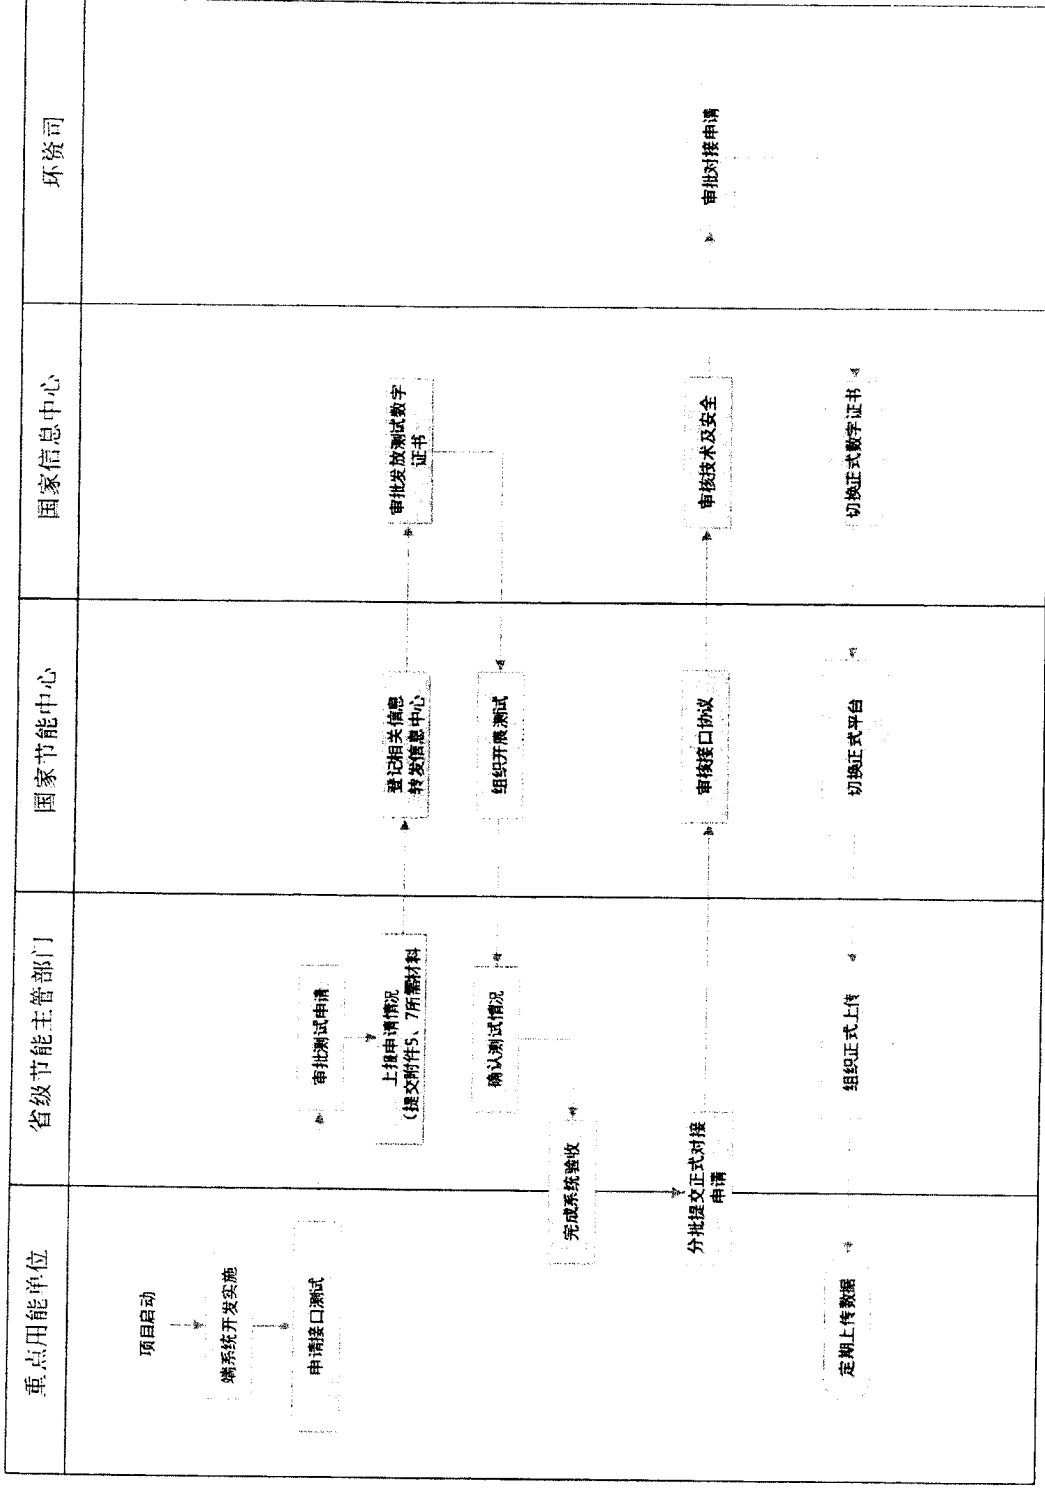 重点用能单位
省级节能主管部门
国家节能中心
国家信息中心
环资司
项目启动
端系统开发实施
申请接口测试
审批测试申请
上报申请情况
（提交附件5、7所需材料
登记相关信息
转发信息中心
审批发放测试数字
证书
组织开展测试
确认测试情况
完成系统验收
分批提交正式对接
申请
审核接口协议
审核技术及安全
审批对接申请
切换正式数字证书
切换正式平台
组织正式上传
定期上传数据